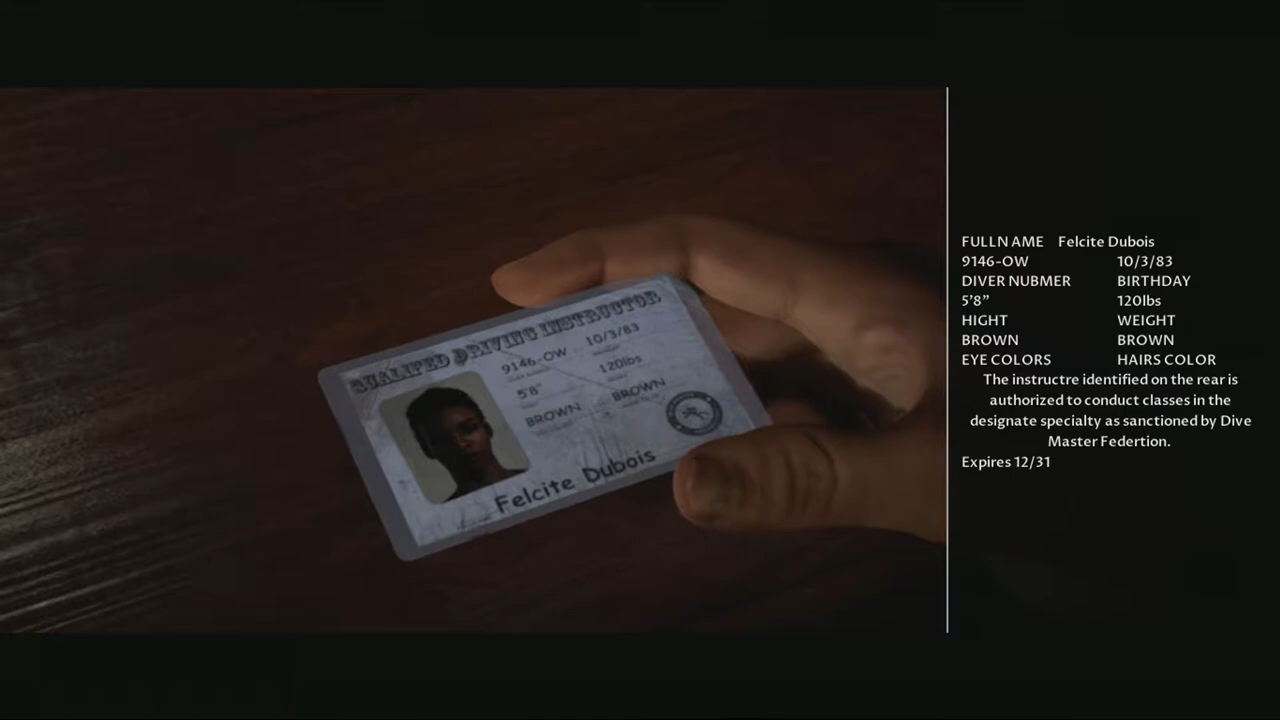 QUALIFED DRIVING INSTRUCTOR
9146-OW 10/3/83
5'8" 120lbs
BROWN BROWN
Felcite Dubois
FULLN AME Felcite Dubois
9146-OW 10/3/83
DIVER NUBMER BIRTHDAY
5'8" 120lbs
HIGHT WEIGHT
BROWN BROWN
EYE COLORS HAIRS COLOR
The instructre identified on the rear is
authorized to conduct classes in the
designate specialty as sanctioned by Dive
Master Federtion.
Expires 12/31